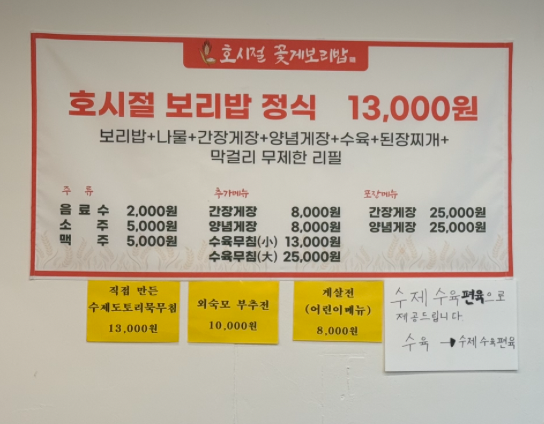 호시절 꽃게보리밥
호시절 보리밥 정식 13,000원
보리밥+나물+간장게장+양념게장+수육+된장찌개+
막걸리 무제한 리필
주 류
음 료 수 2,000원
소 주 5,000원
맥 주 5,000원
추가메뉴
간장게장 8,000원
양념게장 8,000원
수육무침(小) 13,000원
수육무침(大) 25,000원
포장메뉴
간장게장 25,000원
양념게장 25,000원
직접 만든
수제도토리묵무침
13,000원
외숙모 부추전
10,000원
게살전
(어린이메뉴)
8,000원
수제 수육편육으로
제공드립니다
수육 → 수제 수육편육